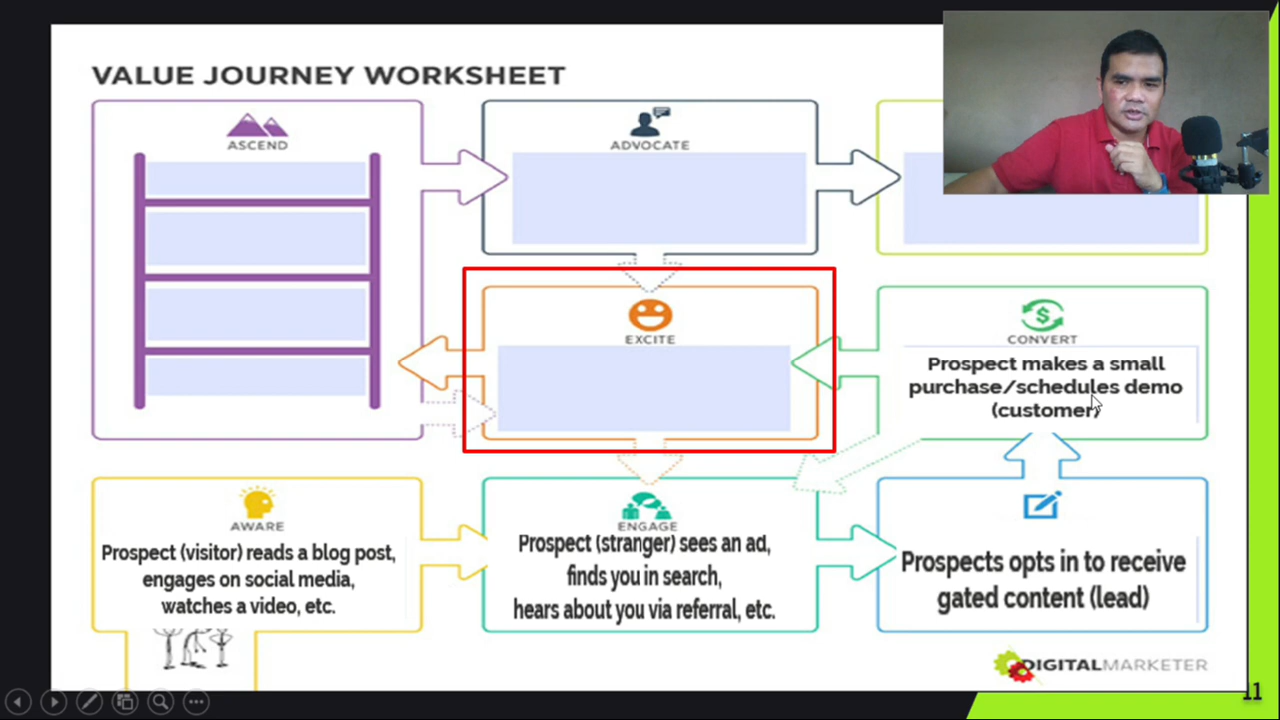 VALUE JOURNEY WORKSHEET
ASCEND
ADVOCATE
EXCITE
CONVERT
Prospect makes a small
purchase/schedules demo
(customer)
AWARE
Prospect (visitor) reads a blog post,
engages on social media,
watches a video, etc.
ENGAGE
Prospect (stranger) sees an ad,
finds you in search,
hears about you via referral, etc.
Prospects opts in to receive
gated content (lead)
DIGITALMARKETER
11